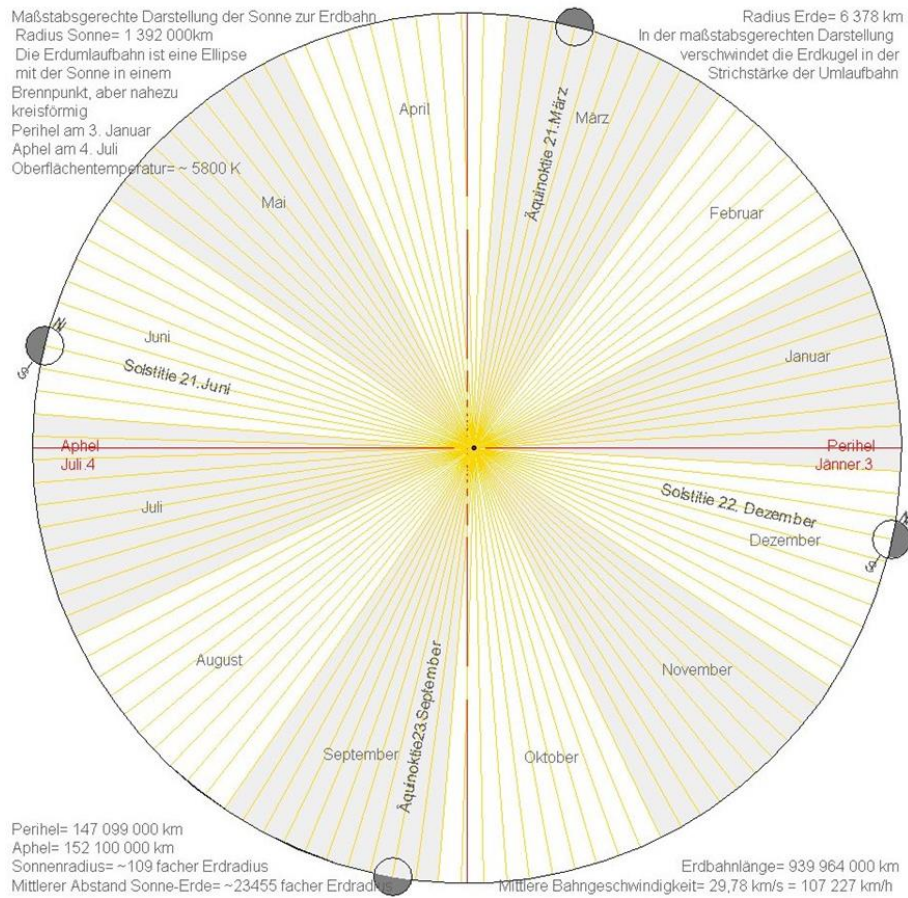 Maßstabsgerechte Darstellung der Sonne zur Erdbahn
Radius Sonne= 1 392 000km
Die Erdumlaufbahn ist eine Ellipse
mit der Sonne in einem
Brennpunkt, aber nahezu
kreisförmig
Perihel am 3. Januar
Aphel am 4. Juli
Oberflächentemperatur= ~ 5800 K
Radius Erde= 6 378 km
In der maßstabsgerechten Darstellung
verschwindet die Erdkugel in der
Strichstärke der Umlaufbahn
April
Äquinoktie 21.März
März
Mai
Februar
N
Juni
S
Solstitie 21.Juni
Januar
Aphel
Juli.4
Perihel
Jänner.3
Solstitie 22. Dezember
N
Dezember
S
Juli
August
November
September
Äquinoktie23.September
Oktober
Perihel= 147 099 000 km
Aphel= 152 100 000 km
Sonnenradius= ~109 facher Erdradius
Mittlerer Abstand Sonne-Erde= ~23455 facher Erdradius
Erdbahnlänge= 939 964 000 km
Mittlere Bahngeschwindigkeit= 29,78 km/s = 107 227 km/h